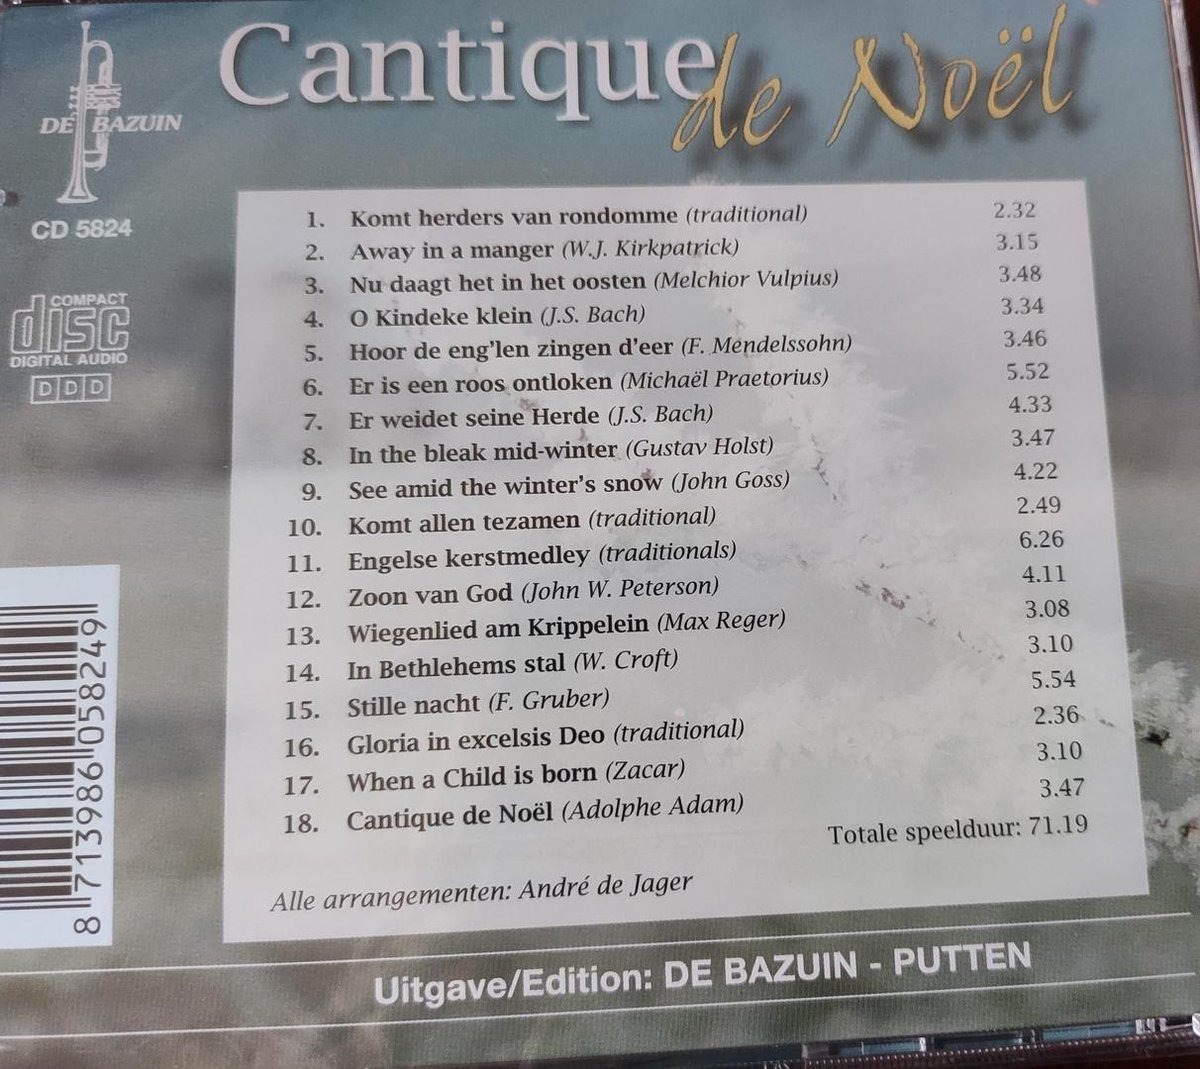 Cantique de Noël
DE BAZUIN
CD 5824
COMPACT
disc
DIGITAL AUDIO
DDD
1. Komt herders van rondomme (traditional) 2.32
2. Away in a manger (W.J. Kirkpatrick) 3.15
3. Nu daagt het in het oosten (Melchior Vulpius) 3.48
4. O Kindeke klein (J.S. Bach) 3.34
5. Hoor de eng'len zingen d'eer (F. Mendelssohn) 3.46
6. Er is een roos ontloken (Michaël Praetorius) 5.52
7. Er weidet seine Herde (J.S. Bach) 4.33
8. In the bleak mid-winter (Gustav Holst) 3.47
9. See amid the winter's snow (John Goss) 4.22
10. Komt allen tezamen (traditional) 2.49
11. Engelse kerstmedley (traditionals) 6.26
12. Zoon van God (John W. Peterson) 4.11
13. Wiegenlied am Krippelein (Max Reger) 3.08
14. In Bethlehems stal (W. Croft) 3.10
15. Stille nacht (F. Gruber) 5.54
16. Gloria in excelsis Deo (traditional) 2.36
17. When a Child is born (Zacar) 3.10
18. Cantique de Noël (Adolphe Adam) 3.47
Totale speelduur: 71.19
Alle arrangementen: André de Jager
8 713986 058249
Uitgave/Edition: DE BAZUIN - PUTTEN